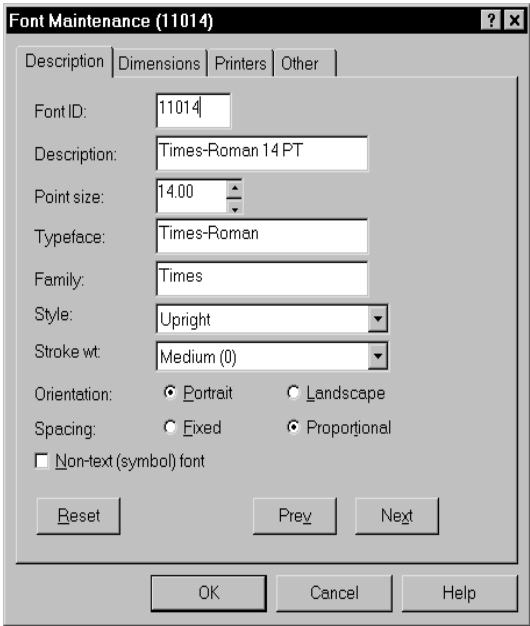 Font Maintenance (11014)
Description Dimensions Printers Other
Font ID: 11014
Description: Times-Roman 14 PT
Point size: 14.00
Typeface: Times-Roman
Family: Times
Style: Upright
Stroke wt: Medium (0)
Orientation: Portrait Landscape
Spacing: Fixed Proportional
Non-text (symbol) font
Reset Prev Next
OK Cancel Help